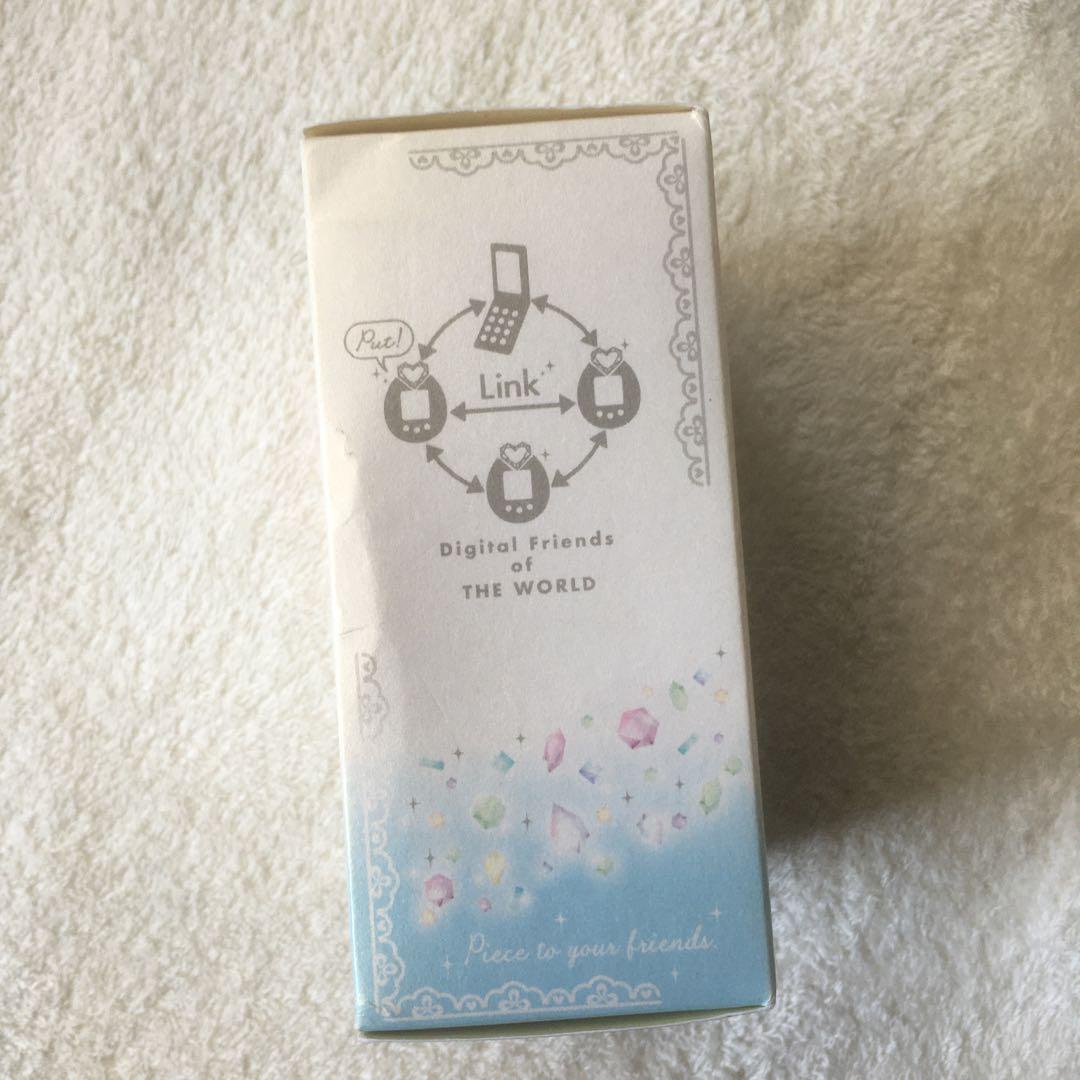 Put!
Link
Digital Friends
of
THE WORLD
Piece to your friends.